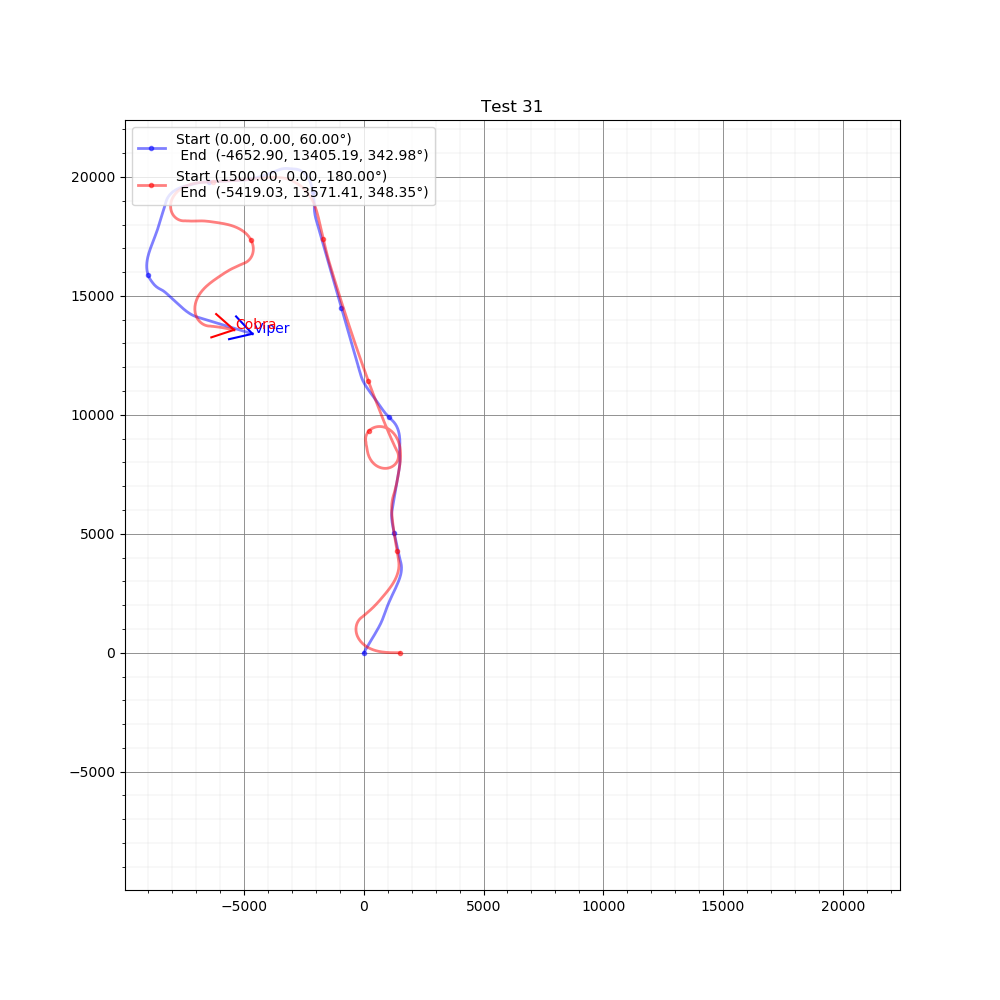 Test 31
Start (0.00, 0.00, 60.00°)
End (-4652.90, 13405.19, 342.98°)
Start (1500.00, 0.00, 180.00°)
End (-5419.03, 13571.41, 348.35°)
20000
15000
10000
5000
0
−5000
Cobra
Viper
−5000 0 5000 10000 15000 20000